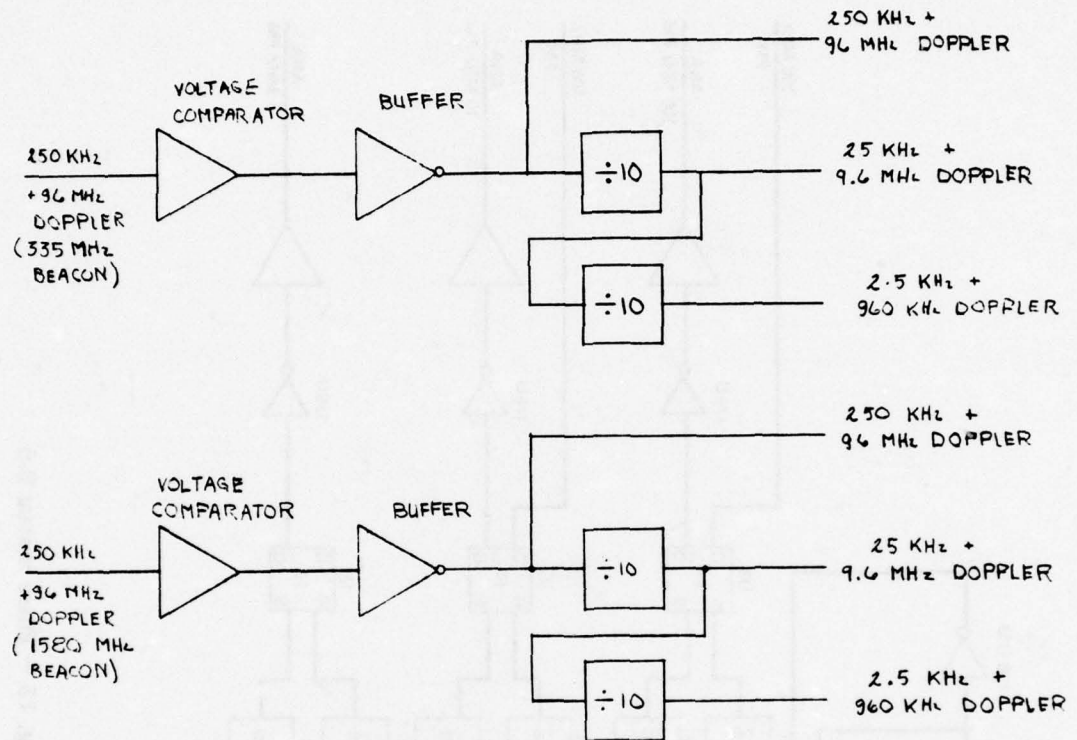 250 KHz +
96 MHz DOPPLER
VOLTAGE
COMPARATOR
BUFFER
250 KHz
+96 MHz
DOPPLER
(335 MHz
BEACON)
÷10
25 KHz +
9.6 MHz DOPPLER
÷10
2.5 KHz +
960 KHz DOPPLER
250 KHz +
96 MHz DOPPLER
VOLTAGE
COMPARATOR
BUFFER
250 KHz
+96 MHz
DOPPLER
(1580 MHz
BEACON)
÷10
25 KHz +
9.6 MHz DOPPLER
÷10
2.5 KHz +
960 KHz DOPPLER